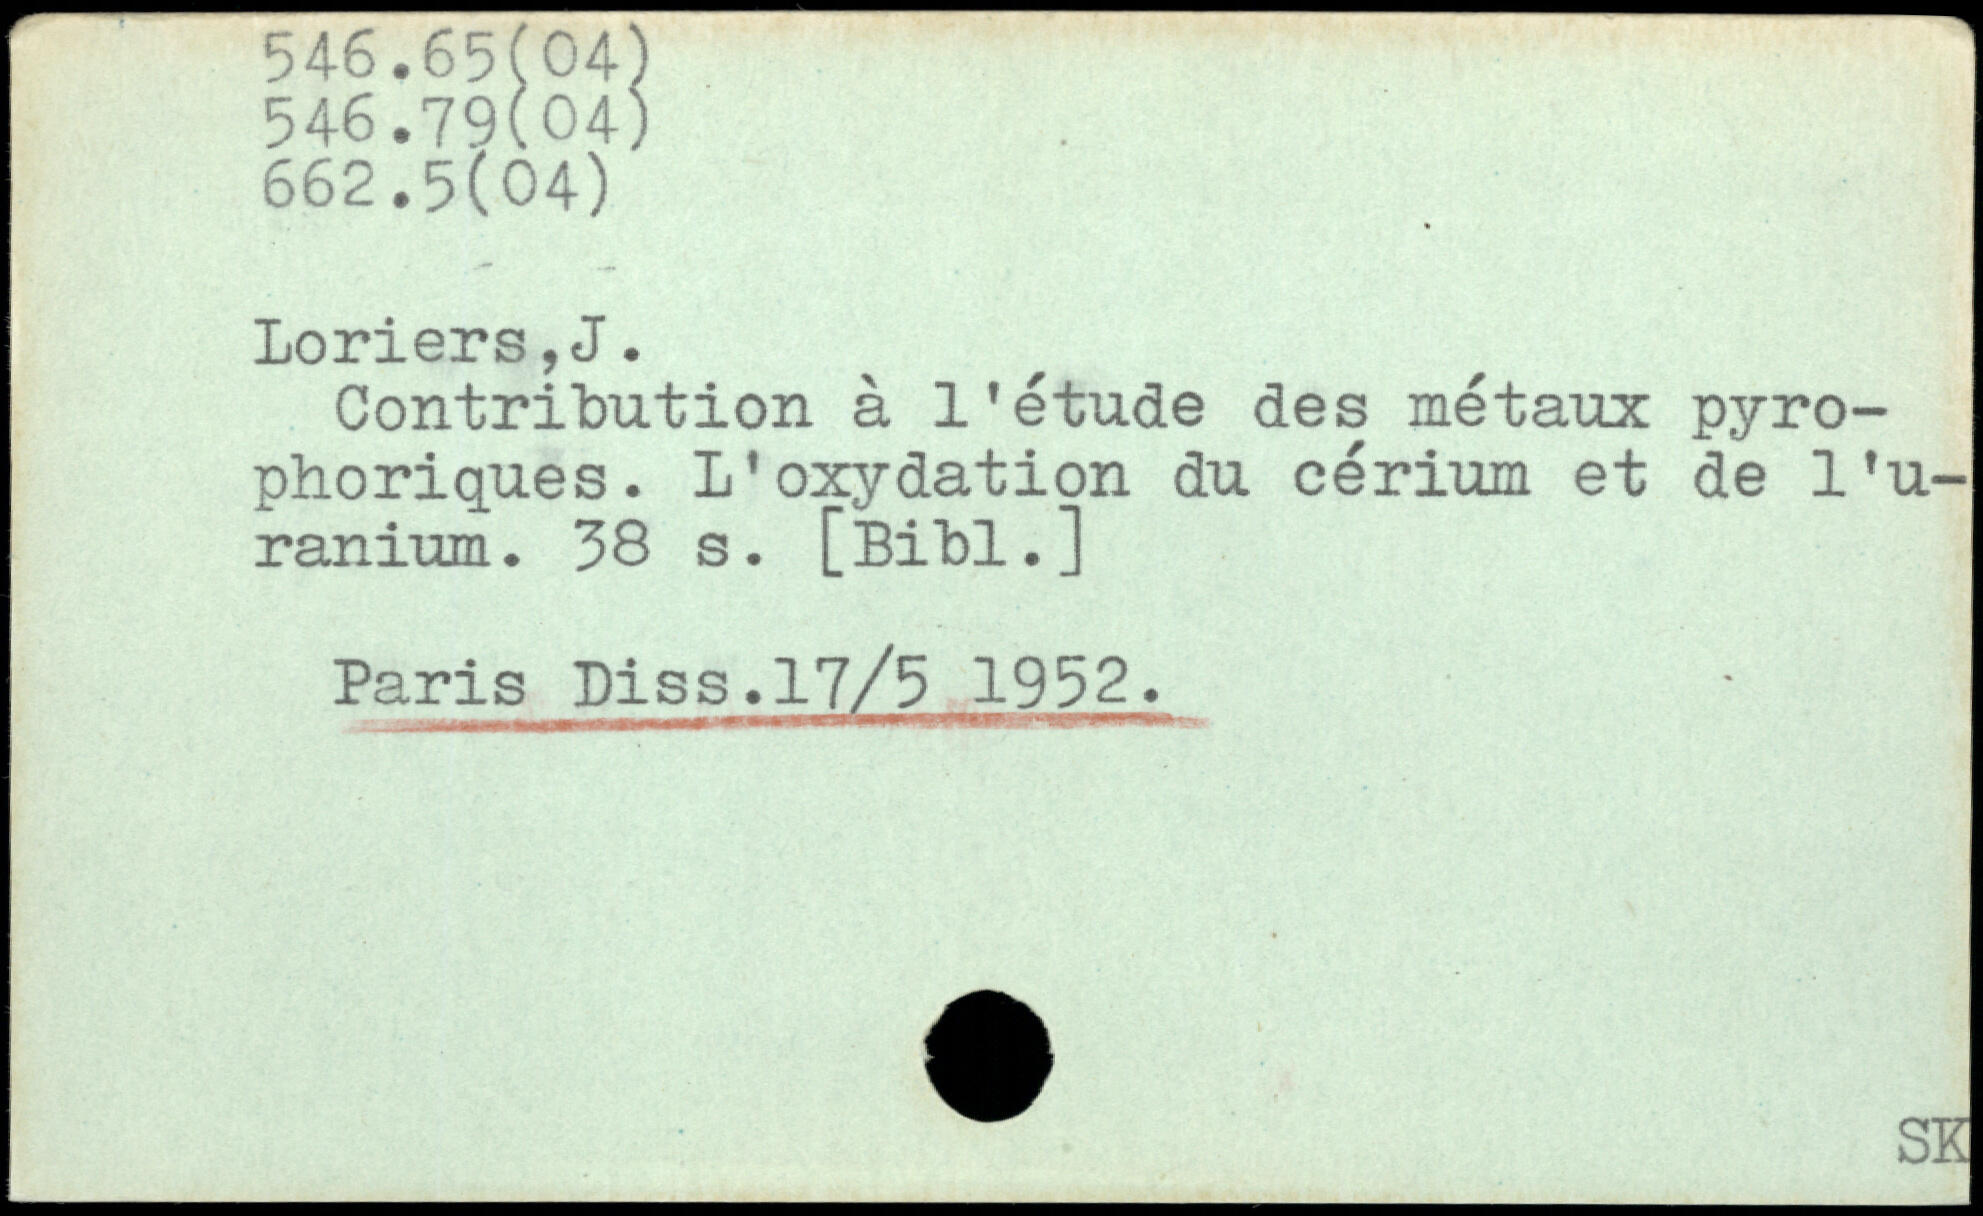 546.65(04)
546.79(04)
662.5(04)
Loriers,J.
Contribution à l'étude des métaux pyro-
phoriques. L'oxydation du cérium et de l'u-
ranium. 38 s. [Bibl.]
Paris Diss.17/5 1952.
SK